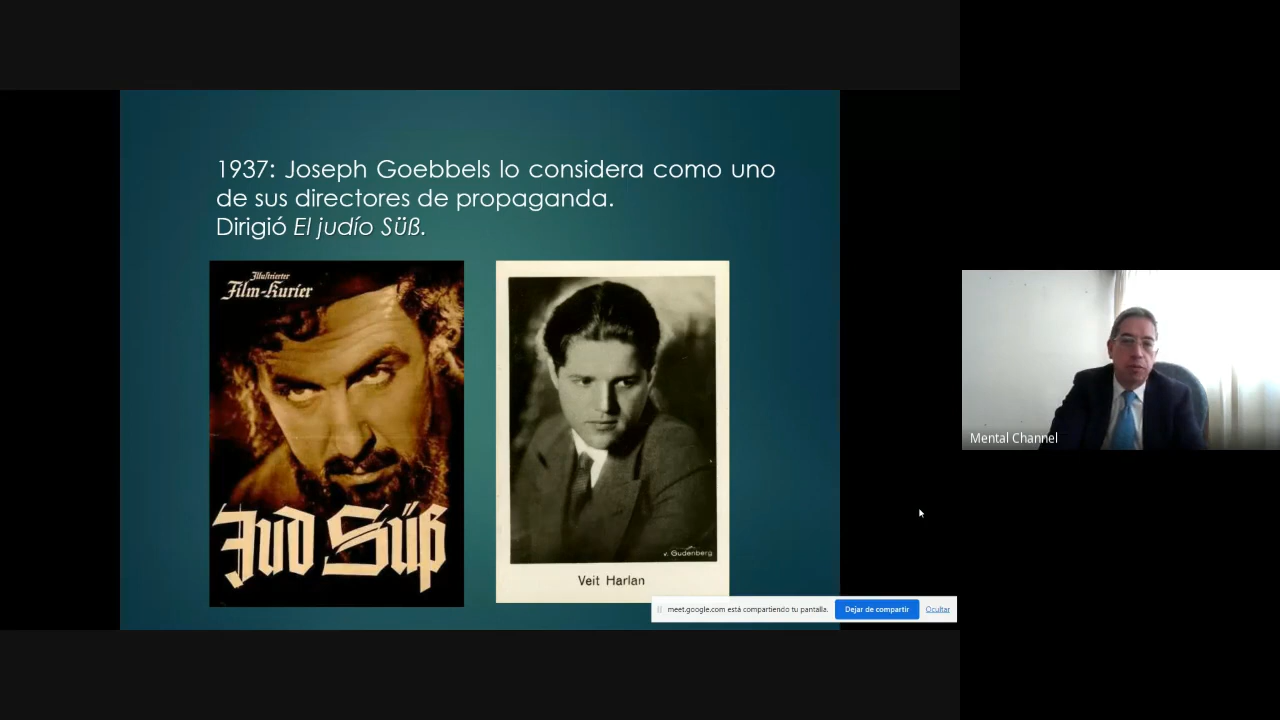 1937: Joseph Goebbels lo considera como uno
de sus directores de propaganda.
Dirigió El judío Süß.
Illustrierter
Film-Kurier
Jud Süß
v. Gudenberg
Veit Harlan
meet.google.com está compartiendo tu pantalla.
Dejar de compartir
Ocultar
Mental Channel